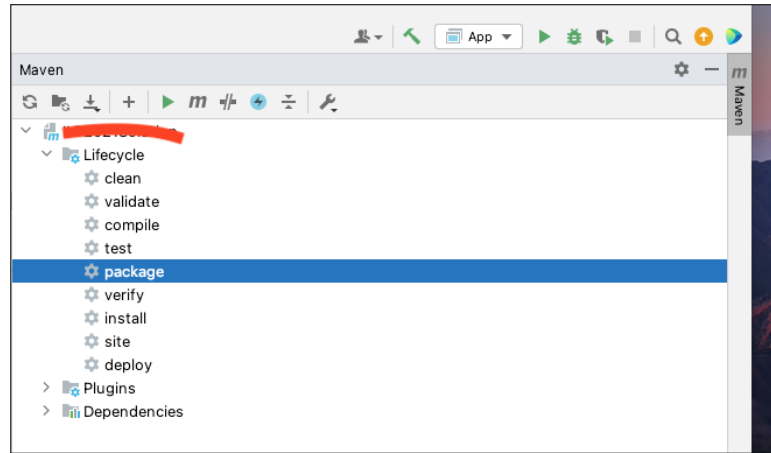 App
Maven
m
Maven
m
Lifecycle
clean
validate
compile
test
package
verify
install
site
deploy
Plugins
Dependencies